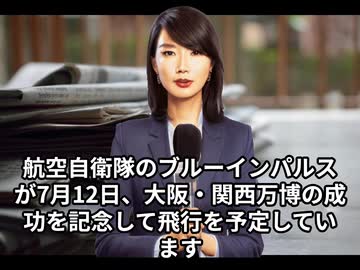 航空自衛隊のブルーインパルス
が7月12日、大阪・関西万博の成
功を記念して飛行を予定してい
ます